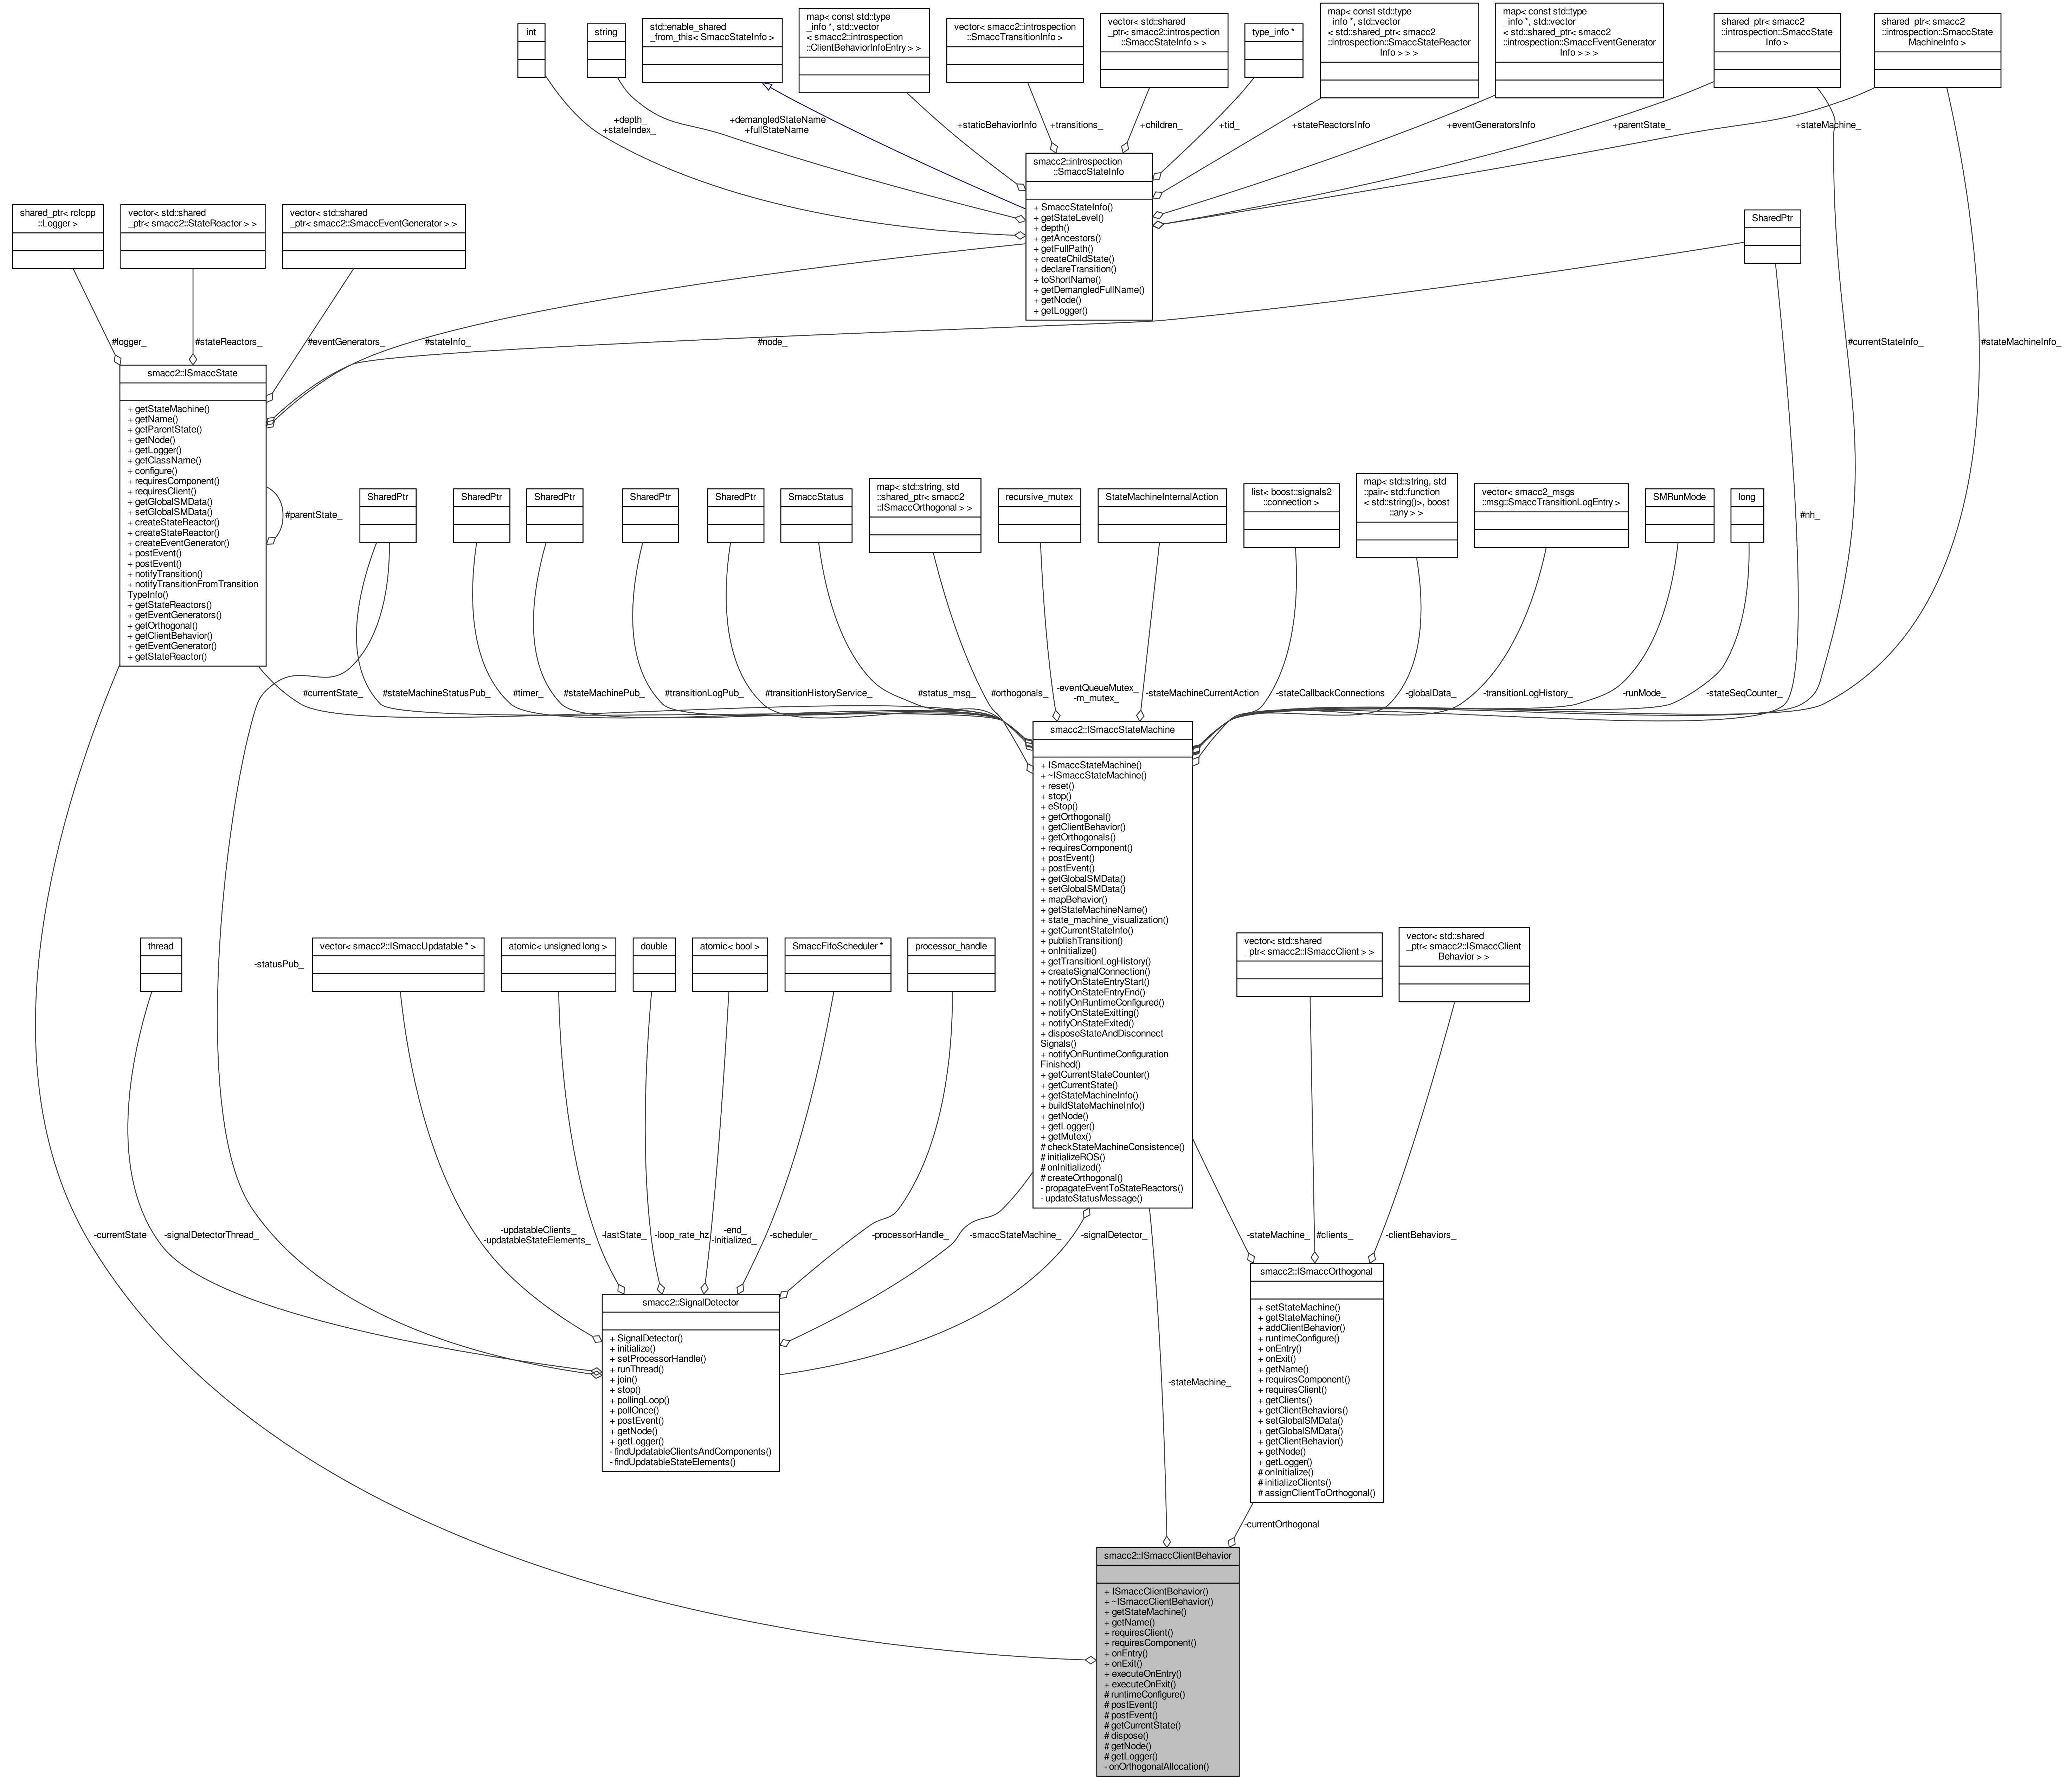 int
string
std::enable_shared
_from_this< SmaccStateInfo >
map< const std::type
_info *, std::vector
< smacc2::introspection
::ClientBehaviorInfoEntry > >
vector< smacc2::introspection
::SmaccTransitionInfo >
vector< std::shared
_ptr< smacc2::introspection
::SmaccStateInfo > >
type_info *
map< const std::type
_info *, std::vector
< std::shared_ptr< smacc2
::introspection::SmaccStateReactor
Info > > >
map< const std::type
_info *, std::vector
< std::shared_ptr< smacc2
::introspection::SmaccEventGenerator
Info > > >
shared_ptr< smacc2
::introspection::SmaccState
Info >
shared_ptr< smacc2
::introspection::SmaccState
MachineInfo >
+depth_
+stateIndex_
+demangledStateName
+fullStateName
+staticBehaviorInfo
+transitions_
+children_
+tid_
+stateReactorsInfo
+eventGeneratorsInfo
+parentState_
+stateMachine_
smacc2::introspection
::SmaccStateInfo
+ SmaccStateInfo()
+ getStateLevel()
+ depth()
+ getAncestors()
+ getFullPath()
+ createChildState()
+ declareTransition()
+ toShortName()
+ getDemangledFullName()
+ getNode()
+ getLogger()
shared_ptr< rclcpp
::Logger >
vector< std::shared
_ptr< smacc2::StateReactor > >
vector< std::shared
_ptr< smacc2::SmaccEventGenerator > >
SharedPtr
#logger_
#stateReactors_
#eventGenerators_
#stateInfo_
#node_
#currentStateInfo_
#stateMachineInfo_
smacc2::ISmaccState
+ getStateMachine()
+ getName()
+ getParentState()
+ getNode()
+ getLogger()
+ getClassName()
+ configure()
+ requiresComponent()
+ requiresClient()
+ getGlobalSMData()
+ setGlobalSMData()
+ createStateReactor()
+ createStateReactor()
+ createEventGenerator()
+ postEvent()
+ postEvent()
+ notifyTransition()
+ notifyTransitionFromTransition
TypeInfo()
+ getStateReactors()
+ getEventGenerators()
+ getOrthogonal()
+ getClientBehavior()
+ getEventGenerator()
+ getStateReactor()
#parentState_
SharedPtr
SharedPtr
SharedPtr
SharedPtr
SharedPtr
SmaccStatus
map< std::string, std
::shared_ptr< smacc2
::ISmaccOrthogonal > >
recursive_mutex
StateMachineInternalAction
list< boost::signals2
::connection >
map< std::string, std
::pair< std::function
< std::string()>, boost
::any > >
vector< smacc2_msgs
::msg::SmaccTransitionLogEntry >
SMRunMode
long
#nh_
#currentState_
#stateMachineStatusPub_
#timer_
#stateMachinePub_
#transitionLogPub_
#transitionHistoryService_
#status_msg_
#orthogonals_
-eventQueueMutex_
-m_mutex_
-stateMachineCurrentAction
-stateCallbackConnections
-globalData_
-transitionLogHistory_
-runMode_
-stateSeqCounter_
smacc2::ISmaccStateMachine
+ ISmaccStateMachine()
+ ~ISmaccStateMachine()
+ reset()
+ stop()
+ eStop()
+ getOrthogonal()
+ getClientBehavior()
+ getOrthogonals()
+ requiresComponent()
+ postEvent()
+ postEvent()
+ getGlobalSMData()
+ setGlobalSMData()
+ mapBehavior()
+ getStateMachineName()
+ state_machine_visualization()
+ getCurrentStateInfo()
+ publishTransition()
+ onInitialize()
+ getTransitionLogHistory()
+ createSignalConnection()
+ notifyOnStateEntryStart()
+ notifyOnStateEntryEnd()
+ notifyOnRuntimeConfigured()
+ notifyOnStateExitting()
+ notifyOnStateExited()
+ disposeStateAndDisconnect
Signals()
+ notifyOnRuntimeConfiguration
Finished()
+ getCurrentStateCounter()
+ getCurrentState()
+ getStateMachineInfo()
+ buildStateMachineInfo()
+ getNode()
+ getLogger()
+ getMutex()
# checkStateMachineConsistence()
# initializeROS()
# onInitialized()
# createOrthogonal()
- propagateEventToStateReactors()
- updateStatusMessage()
thread
-statusPub_
vector< smacc2::ISmaccUpdatable * >
atomic< unsigned long >
double
atomic< bool >
SmaccFifoScheduler *
processor_handle
vector< std::shared
_ptr< smacc2::ISmaccClient > >
vector< std::shared
_ptr< smacc2::ISmaccClient
Behavior > >
-currentState
-signalDetectorThread_
-updatableClients_
-updatableStateElements_
-lastState_
-loop_rate_hz
-end_
-initialized_
-scheduler_
-processorHandle_
-smaccStateMachine_
-signalDetector_
-stateMachine_
#clients_
-clientBehaviors_
smacc2::SignalDetector
+ SignalDetector()
+ initialize()
+ setProcessorHandle()
+ runThread()
+ join()
+ stop()
+ pollingLoop()
+ pollOnce()
+ postEvent()
+ getNode()
+ getLogger()
- findUpdatableClientsAndComponents()
- findUpdatableStateElements()
-stateMachine_
smacc2::ISmaccOrthogonal
+ setStateMachine()
+ getStateMachine()
+ addClientBehavior()
+ runtimeConfigure()
+ onEntry()
+ onExit()
+ getName()
+ requiresComponent()
+ requiresClient()
+ getClients()
+ getClientBehaviors()
+ setGlobalSMData()
+ getGlobalSMData()
+ getClientBehavior()
+ getNode()
+ getLogger()
# onInitialize()
# initializeClients()
# assignClientToOrthogonal()
-currentOrthogonal
smacc2::ISmaccClientBehavior
+ ISmaccClientBehavior()
+ ~ISmaccClientBehavior()
+ getStateMachine()
+ getName()
+ requiresClient()
+ requiresComponent()
+ onEntry()
+ onExit()
+ executeOnEntry()
+ executeOnExit()
# runtimeConfigure()
# postEvent()
# postEvent()
# getCurrentState()
# dispose()
# getNode()
# getLogger()
- onOrthogonalAllocation()